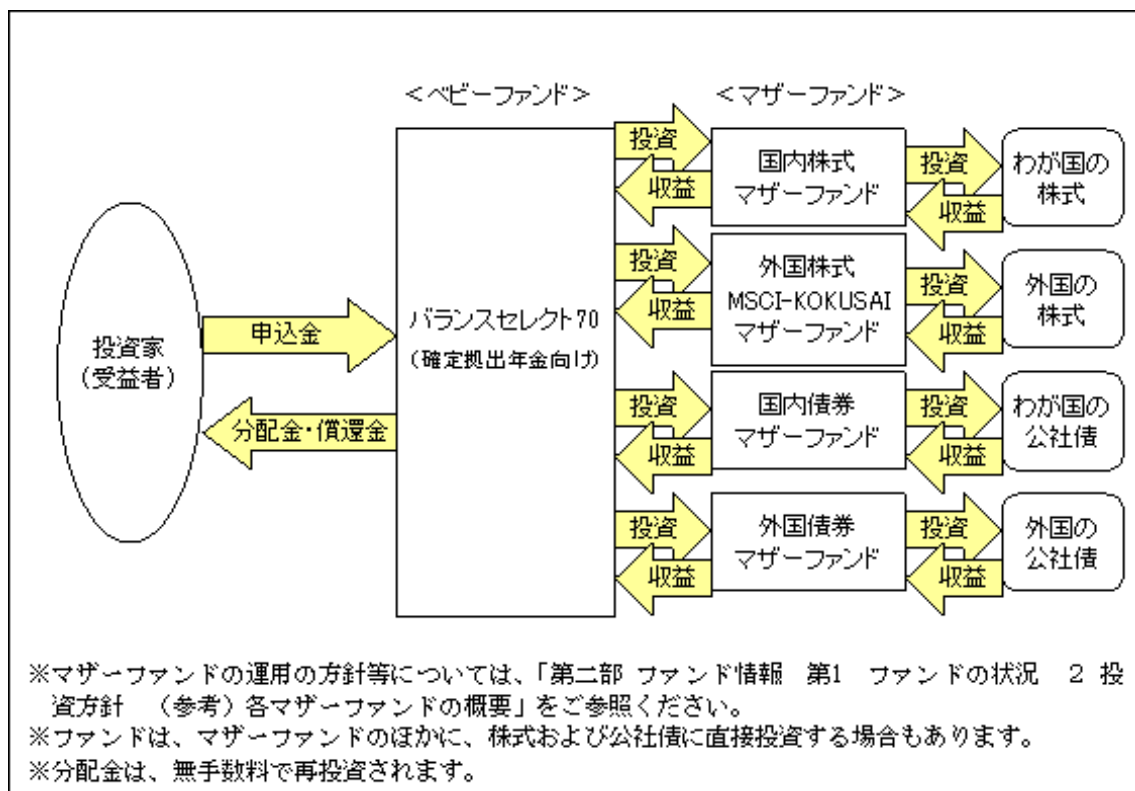 ＜ベビーファンド＞
＜マザーファンド＞
投資家
(受益者)
申込金
分配金・償還金
バランスセレクト70
(確定拠出年金向け)
投資
収益
国内株式
マザーファンド
投資
収益
わが国の
株式
投資
収益
外国株式
MSCI-KOKUSAI
マザーファンド
投資
収益
外国の
株式
投資
収益
国内債券
マザーファンド
投資
収益
わが国の
公社債
投資
収益
外国債券
マザーファンド
投資
収益
外国の
公社債
※マザーファンドの運用の方針等については、「第二部 ファンド情報　第1　ファンドの状況　2 投
資方針　(参考)各マザーファンドの概要」をご参照ください。
※ファンドは、マザーファンドのほかに、株式および公社債に直接投資する場合もあります。
※分配金は、無手数料で再投資されます。